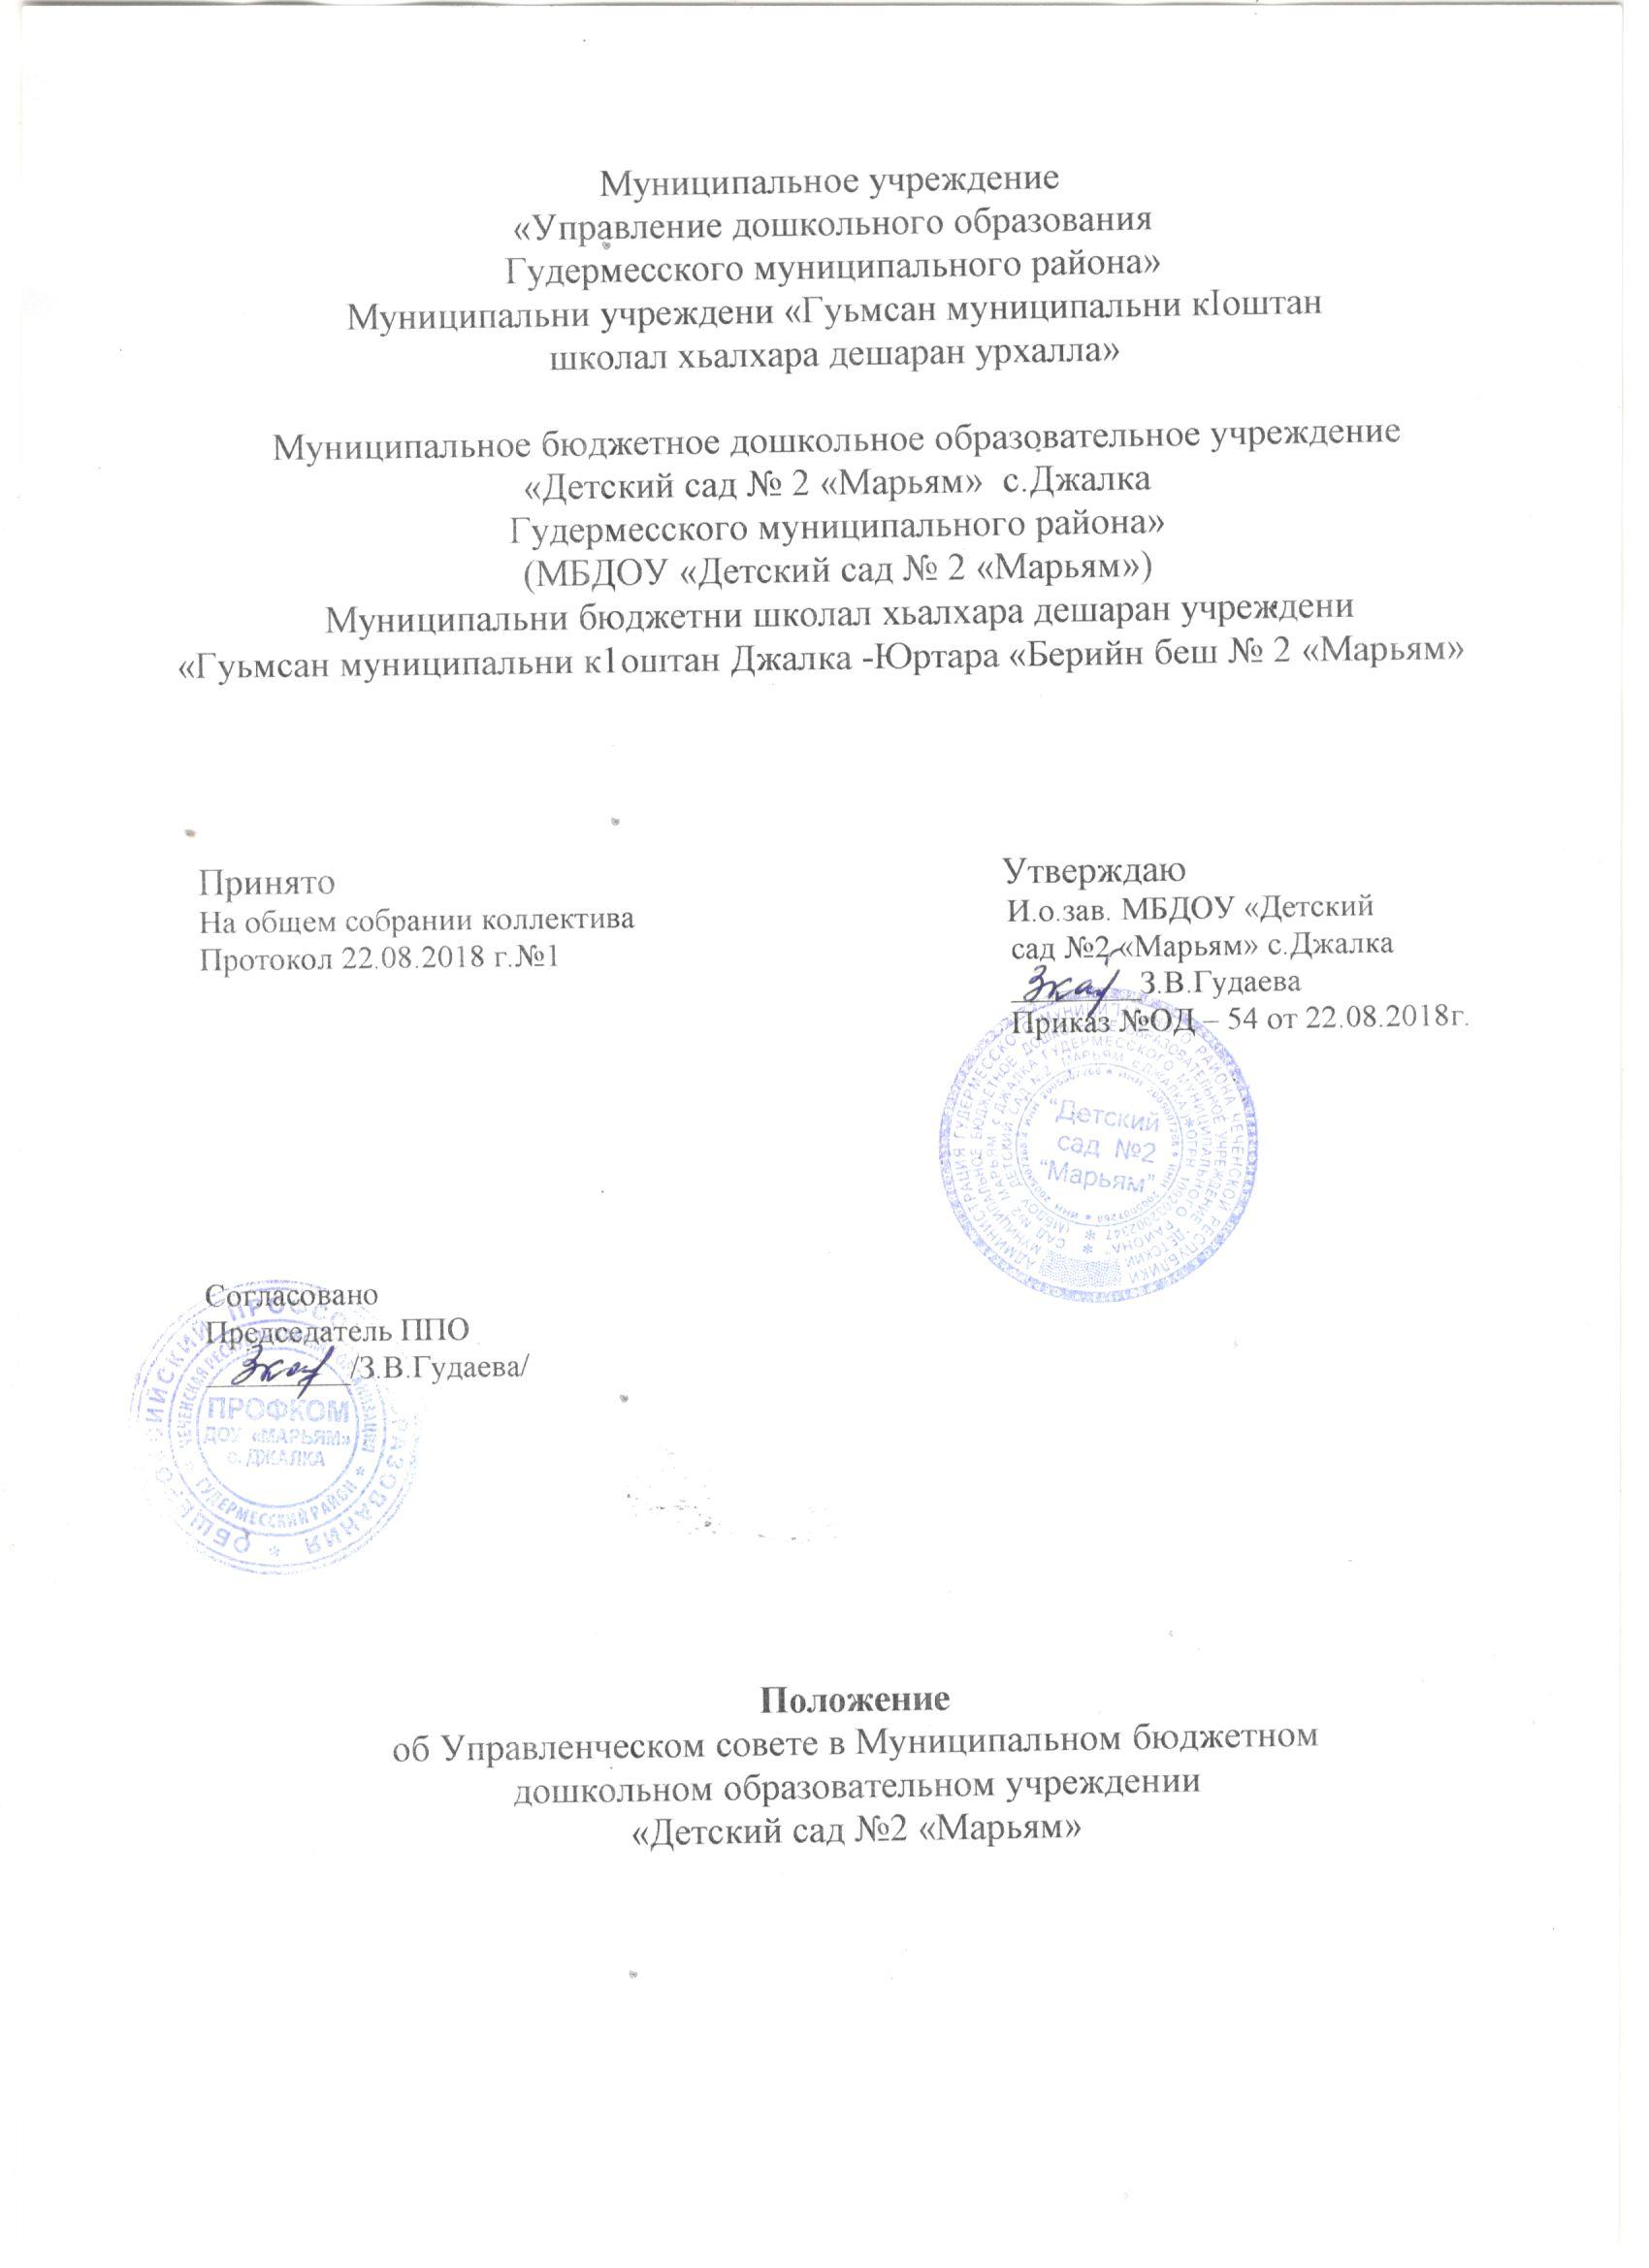 Муниципальное учреждение
«Управление дошкольного образования
Гудермесского муниципального района»
Муниципальни учреждени «Гуьмсан муниципальни кІоштан
школал хьалхара дешаран урхалла»
Муниципальное бюджетное дошкольное образовательное учреждение
«Детский сад № 2 «Марьям» с.Джалка
Гудермесского муниципального района»
(МБДОУ «Детский сад № 2 «Марьям»)
Муниципальни бюджетни школал хьалхара дешаран учреждени
«Гуьмсан муниципальни к1оштан Джалка -Юртара «Берийн беш № 2 «Марьям»
Принято
На общем собрании коллектива
Протокол 22.08.2018 г.№1
Утверждаю
И.о.зав. МБДОУ «Детский
сад №2 «Марьям» с.Джалка
З.В.Гудаева
Приказ №ОД – 54 от 22.08.2018г.
"Детский
сад №2
"Марьям"
Согласовано
Председатель ППО
/З.В.Гудаева/
ПРОФКОМ
ДОУ «МАРЬЯМ»
с. ДЖАЛКА
ГУДЕРМЕССКИЙ РАЙОН
Положение
об Управленческом совете в Муниципальном бюджетном
дошкольном образовательном учреждении
«Детский сад №2 «Марьям»